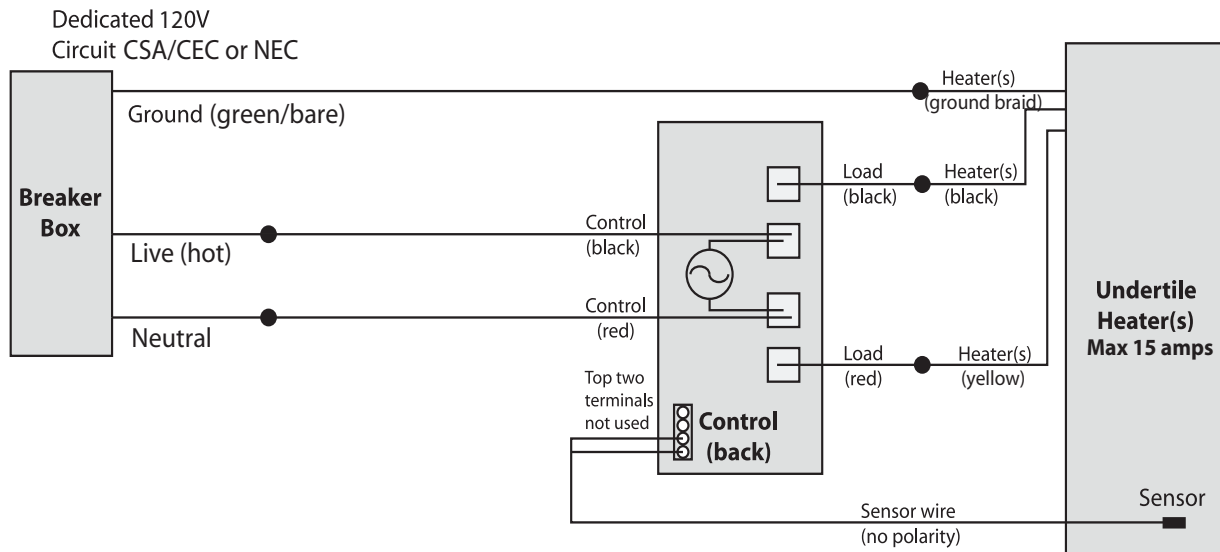 Dedicated 120V
Circuit CSA/CEC or NEC
Breaker
Box
Ground (green/bare)
Live (hot)
Neutral
Heater(s)
(ground braid)
Load
(black)
Heater(s)
(black)
Control
(black)
Control
(red)
Load
(red)
Heater(s)
(yellow)
Undertile
Heater(s)
Max 15 amps
Top two
terminals
not used
Control
(back)
Sensor wire
(no polarity)
Sensor